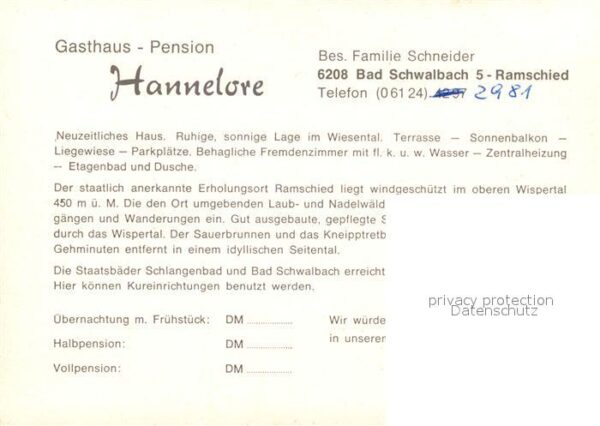 Gasthaus - Pension
Hannelore
Bes. Familie Schneider
6208 Bad Schwalbach 5 - Ramschied
Telefon (0 61 24) 2981
Neuzeitliches Haus. Ruhige, sonnige Lage im Wiesental. Terrasse — Sonnenbalkon —
Liegewiese — Parkplätze. Behagliche Fremdenzimmer mit fl. k. u. w. Wasser — Zentralheizung
— Etagenbad und Dusche.
Der staatlich anerkannte Erholungsort Ramschied liegt windgeschützt im oberen Wispertal
450 m ü. M. Die den Ort umgebenden Laub- und Nadelwäld
gängen und Wanderungen ein. Gut ausgebaute, gepflegte S
durch das Wispertal. Der Sauerbrunnen und das Kneipptretb
Gehminuten entfernt in einem idyllischen Seitental.
Die Staatsbäder Schlangenbad und Bad Schwalbach erreicht
Hier können Kureinrichtungen benutzt werden.
Übernachtung m. Frühstück: DM ....................
Halbpension: DM ....................
Vollpension: DM ....................
Wir würde
in unserer
privacy protection
Datenschutz